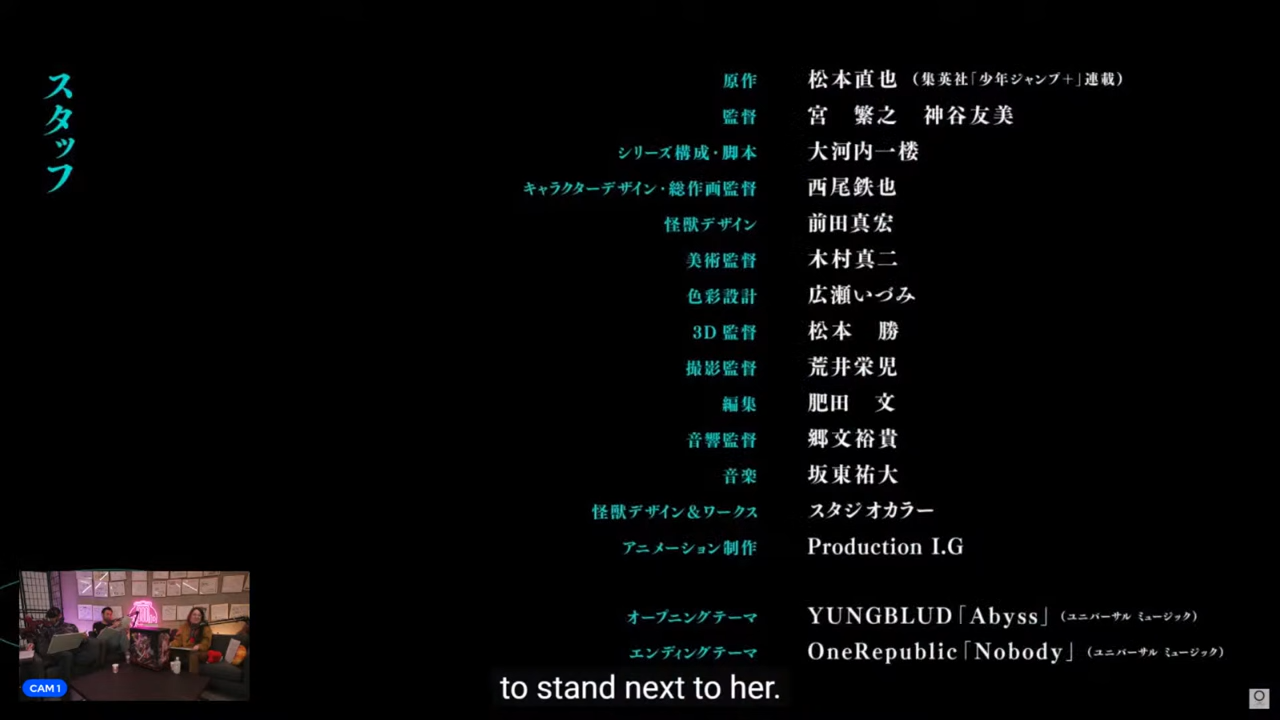 スタッフ
原作 松本直也（集英社「少年ジャンプ＋」連載）
監督 宮 繁之 神谷友美
シリーズ構成・脚本 大河内一楼
キャラクターデザイン・総作画監督 西尾鉄也
怪獣デザイン 前田真宏
美術監督 木村真二
色彩設計 広瀬いづみ
3D 監督 松本 勝
撮影監督 荒井栄児
編集 肥田 文
音響監督 郷文裕貴
音楽 坂東祐大
怪獣デザイン＆ワークス スタジオカラー
アニメーション制作 Production I.G
オープニングテーマ YUNGBLUD「Abyss」（ユニバーサル ミュージック）
エンディングテーマ OneRepublic「Nobody」（ユニバーサル ミュージック）
CAM 1
to stand next to her.